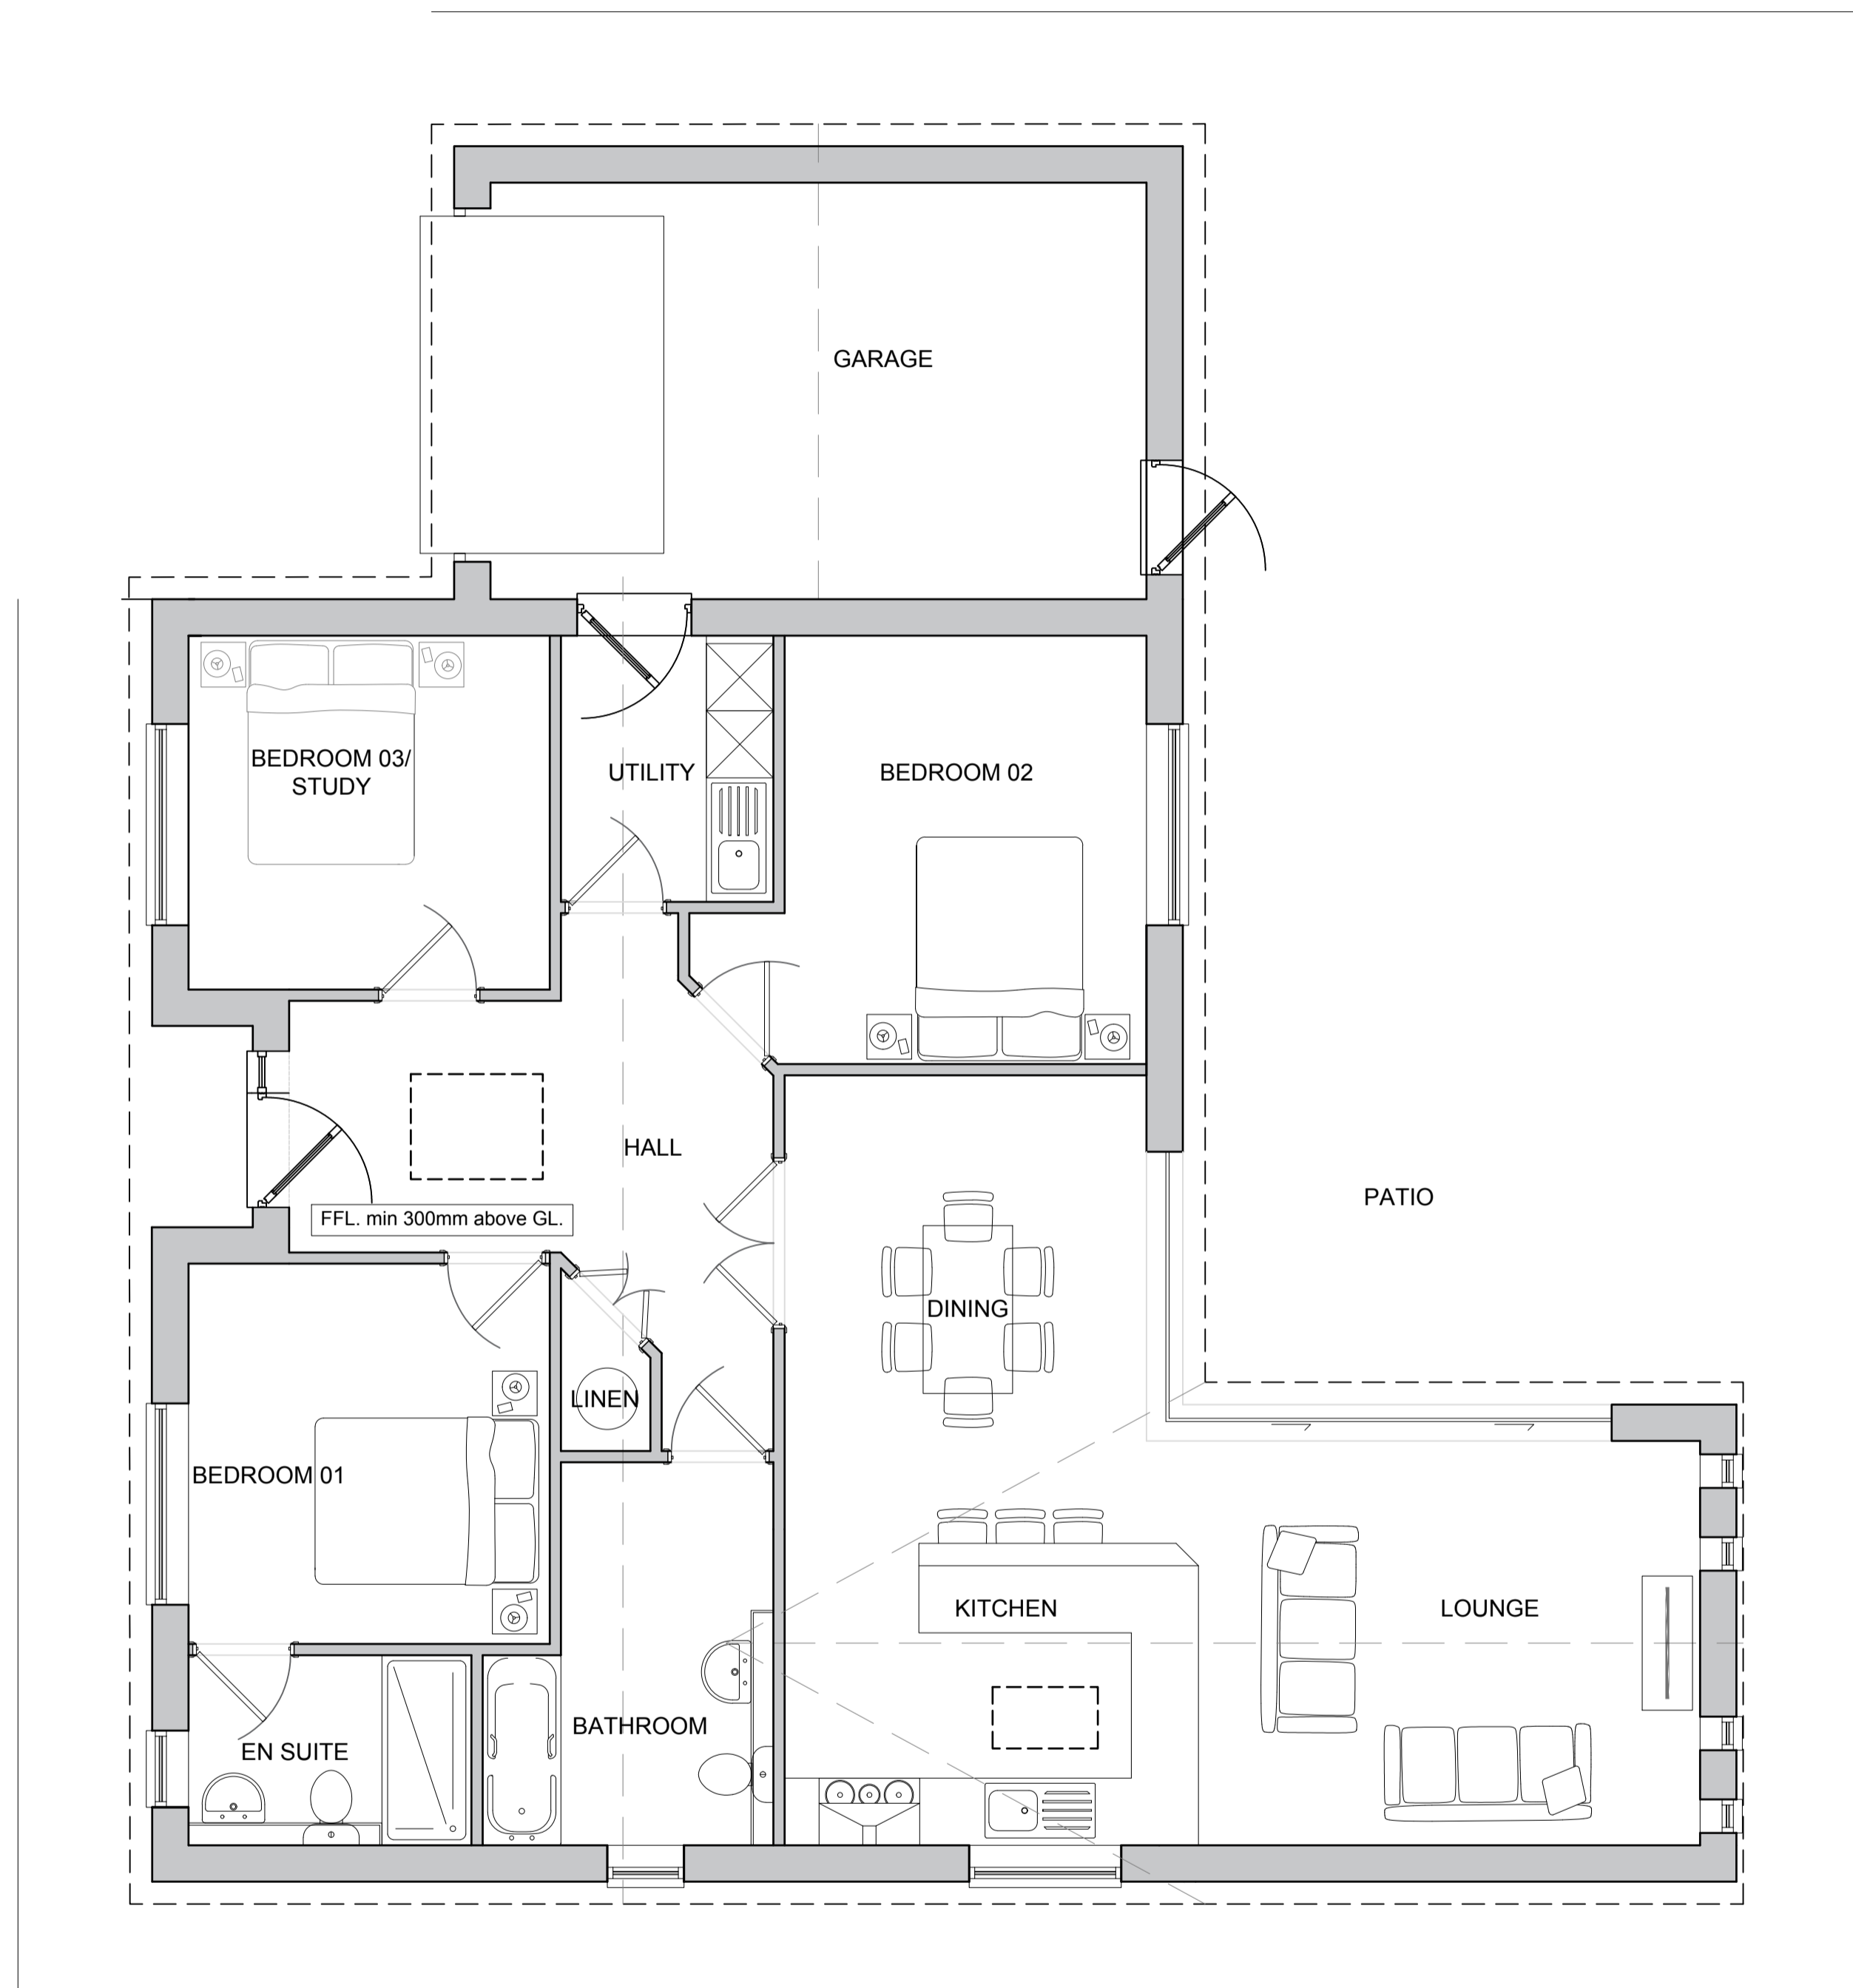 GARAGE
BEDROOM 03/
STUDY
UTILITY
BEDROOM 02
HALL
PATIO
FFL. min 300mm above GL.
DINING
LINEN
BEDROOM 01
KITCHEN
LOUNGE
BATHROOM
EN SUITE